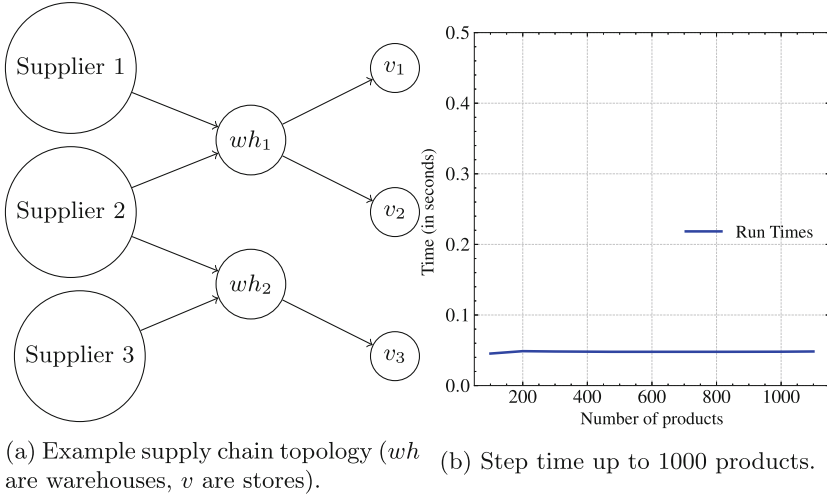 Supplier 1
Supplier 2
Supplier 3
wh₁
wh₂
v₁
v₂
v₃
(a) Example supply chain topology (wh
are warehouses, v are stores).
0.5
0.4
0.3
0.2
0.1
0.0
Time (in seconds)
Run Times
200 400 600 800 1000
Number of products
(b) Step time up to 1000 products.